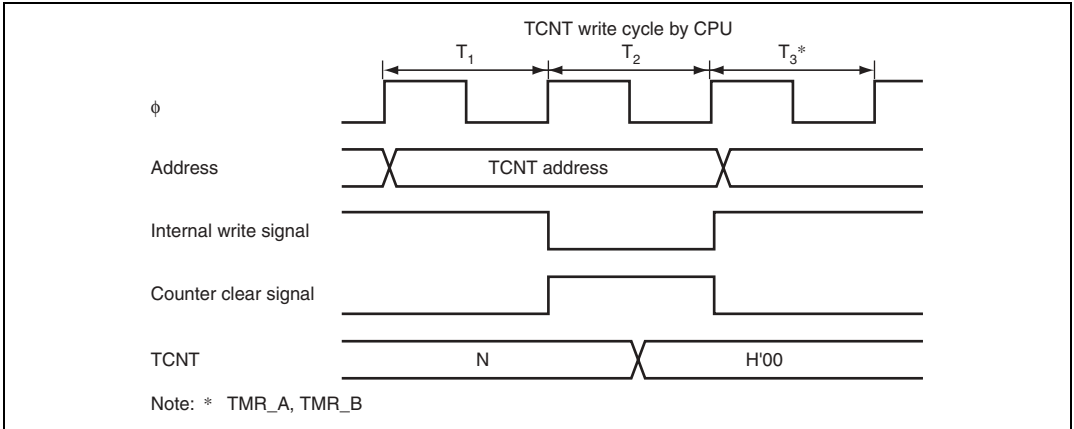 TCNT write cycle by CPU
T₁ T₂ T₃*
ϕ
Address TCNT address
Internal write signal
Counter clear signal
TCNT N H'00
Note: * TMR_A, TMR_B